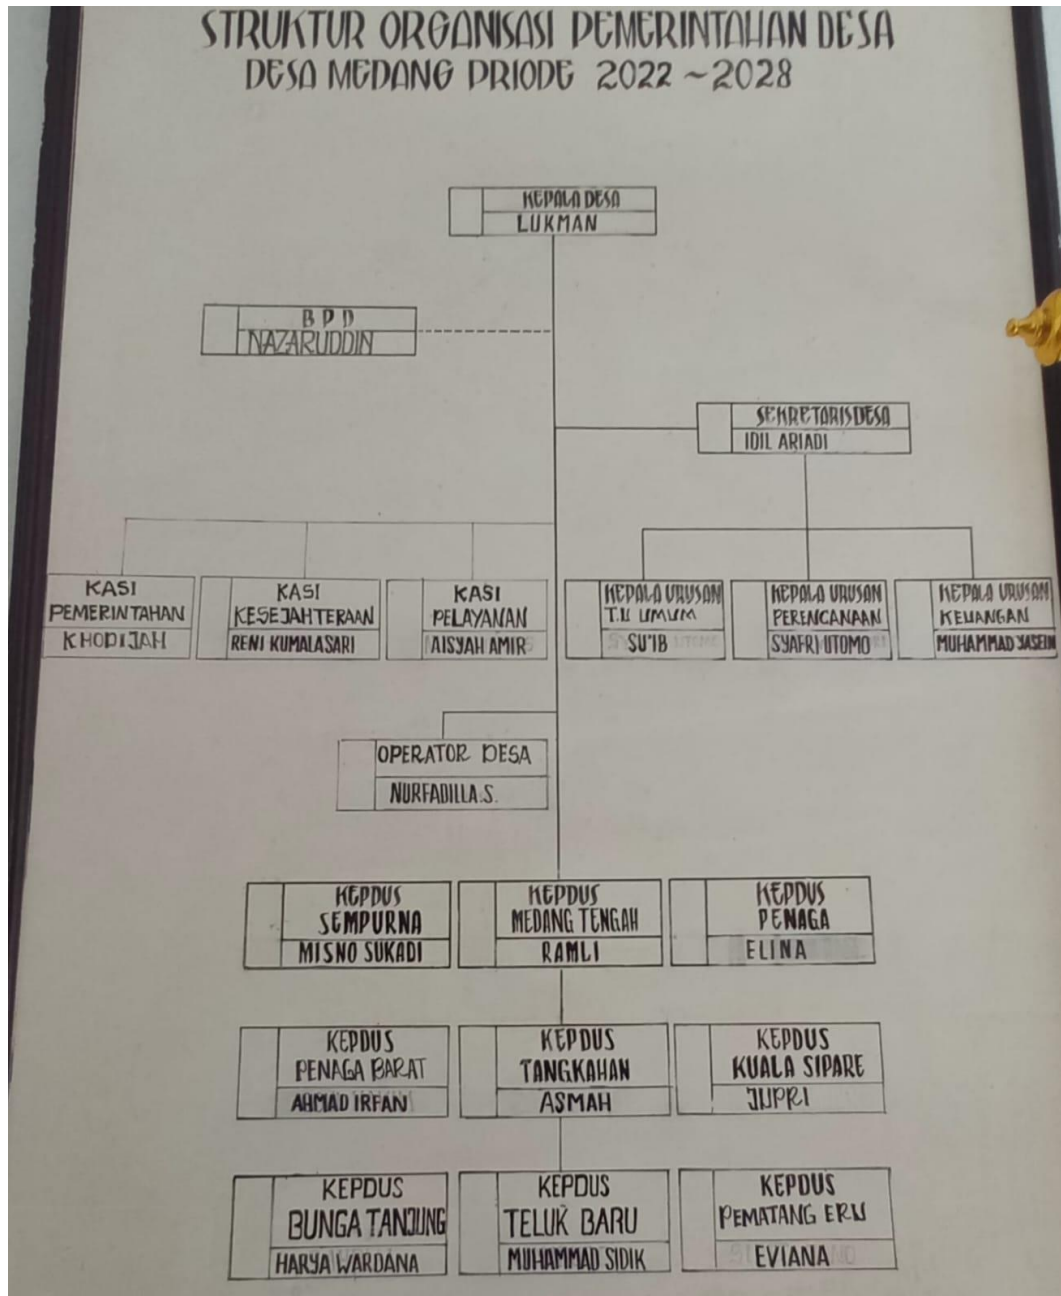 STRUKTUR ORGANISASI PEMERINTAHAN DESA
DESA MEDANG PRIODE 2022 ~ 2028
KEPALA DESA
LUKMAN
B P D
NAZARUDDIN
SEKRETARIS DESA
IDIL ARIADI
KASI
PEMERINTAHAN
KHODIJAH
KASI
KESEJAHTERAAN
RENI KUMALASARI
KASI
PELAYANAN
AISYAH AMIR
KEPALA URUSAN
T.U UMUM
SU'IB
KEPALA URUSAN
PERENCANAAN
SYAFRI UTOMO
KEPALA URUSAN
KEUANGAN
MUHAMMAD YASEIN
OPERATOR DESA
NURFADILLA.S.
KEPDUS
SEMPURNA
MISNO SUKADI
KEPDUS
MEDANG TENGAH
RAMLI
KEPDUS
PENAGA
ELINA
KEPDUS
PENAGA BARAT
AHMAD IRFAN
KEPDUS
TANGKAHAN
ASMAH
KEPDUS
KUALA SIPARE
JUPRI
KEPDUS
BUNGA TANJUNG
HARYA WARDANA
KEPDUS
TELUK BARU
MUHAMMAD SIDIK
KEPDUS
PEMATANG ERU
EVIANA